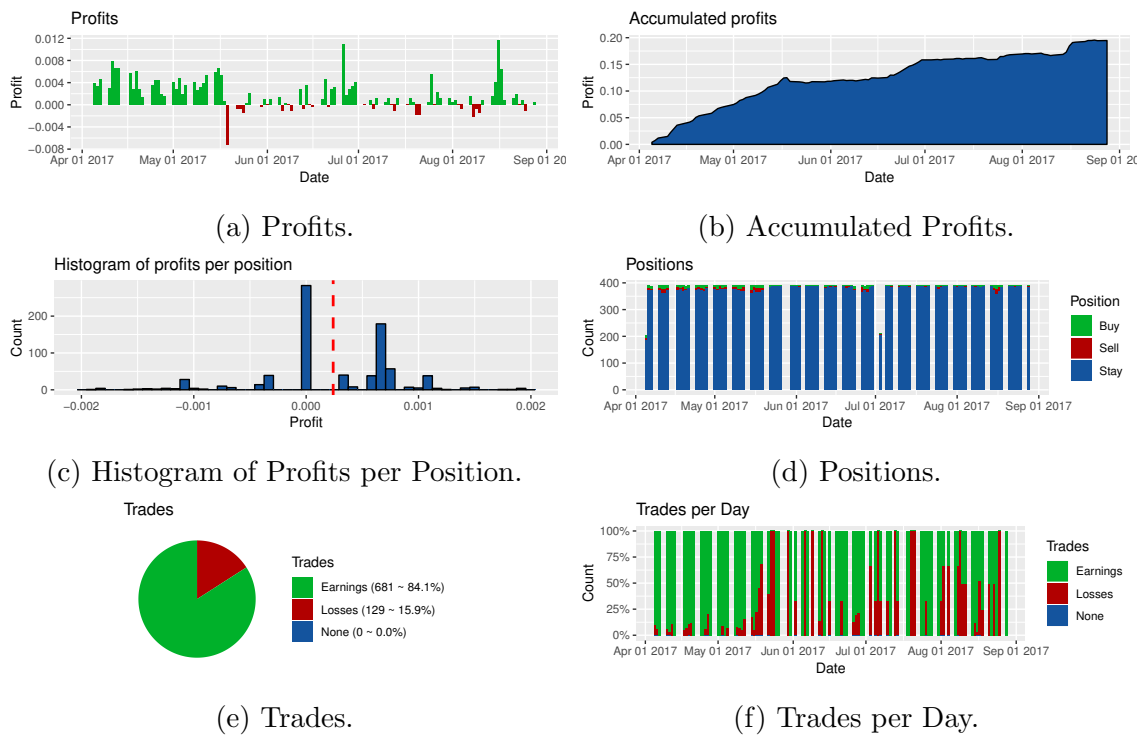 Profits
0.012
0.008
0.004
0.000
−0.004
−0.008
Profit
Apr 01 2017 May 01 2017 Jun 01 2017 Jul 01 2017 Aug 01 2017 Sep 01 20
Date
(a) Profits.
Accumulated profits
0.20
0.15
0.10
0.05
0.00
Profit
Apr 01 2017 May 01 2017 Jun 01 2017 Jul 01 2017 Aug 01 2017 Sep 01 20
Date
(b) Accumulated Profits.
Histogram of profits per position
200
100
0
Count
−0.002 −0.001 0.000 0.001 0.002
Profit
(c) Histogram of Profits per Position.
Positions
400
300
200
100
0
Count
Apr 01 2017 May 01 2017 Jun 01 2017 Jul 01 2017 Aug 01 2017 Sep 01 2017
Date
Position
Buy
Sell
Stay
(d) Positions.
Trades
Earnings (681 ~ 84.1%)
Losses (129 ~ 15.9%)
None (0 ~ 0.0%)
(e) Trades.
Trades per Day
100%
75%
50%
25%
0%
Count
Apr 01 2017 May 01 2017 Jun 01 2017 Jul 01 2017 Aug 01 2017 Sep 01 2017
Date
Trades
Earnings
Losses
None
(f) Trades per Day.